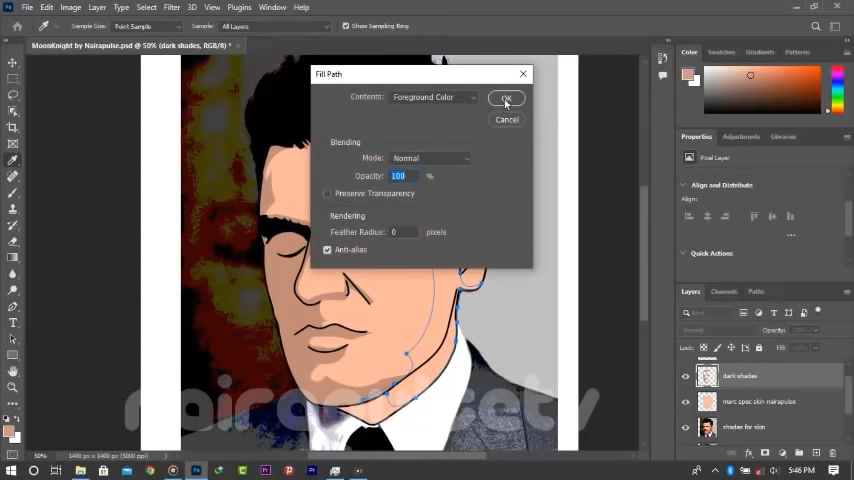 File Edit Image Layer Type Select Filter 3D View Plugins Window Help
Sample Size: Point Sample Sample: All Layers Show Sampling Ring
MoonKnight by Nairapulse.psd @ 50% (dark shades, RGB/8) *
Fill Path
Contents: Foreground Color
OK
Cancel
Blending
Mode: Normal
Opacity: 100 %
Preserve Transparency
Rendering
Feather Radius: 0 pixels
Anti-alias
Color Swatches Gradients Patterns
Properties Adjustments Libraries
Pixel Layer
Align and Distribute
Align:
Quick Actions
Layers Channels Paths
Kind
Normal Opacity:
Lock: Fill:
dark shades
marc spec skin nairapulse
shades for skin
50% 1400 px x 1400 px (5000 ppi)
5:46 PM